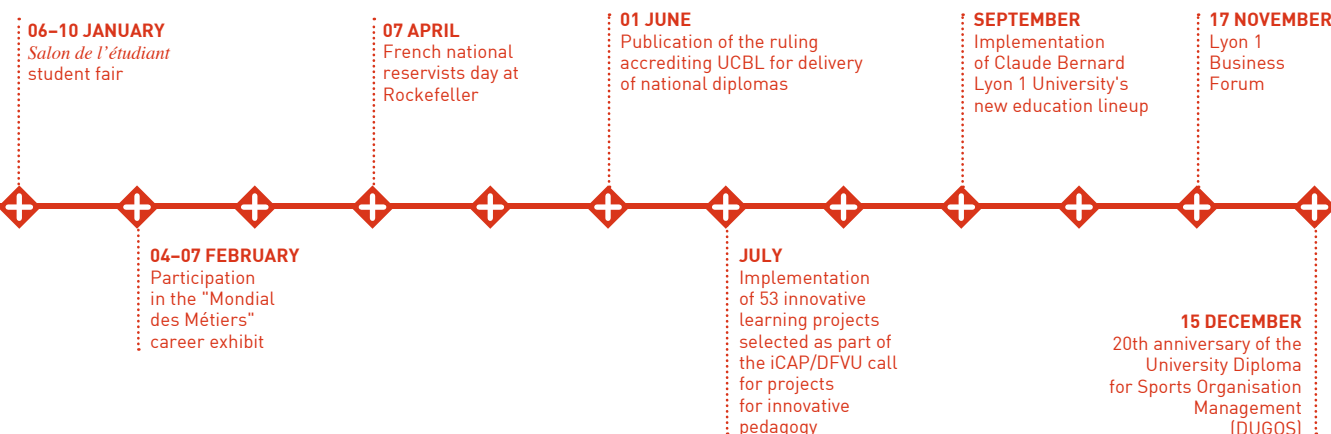 06–10 JANUARY
Salon de l'étudiant
student fair
04–07 FEBRUARY
Participation
in the "Mondial
des Métiers"
career exhibit
07 APRIL
French national
reservists day at
Rockefeller
01 JUNE
Publication of the ruling
accrediting UCBL for delivery
of national diplomas
JULY
Implementation
of 53 innovative
learning projects
selected as part of
the iCAP/DFVU call
for projects
for innovative
pedagogy
SEPTEMBER
Implementation
of Claude Bernard
Lyon 1 University's
new education lineup
17 NOVEMBER
Lyon 1
Business
Forum
15 DECEMBER
20th anniversary of the
University Diploma
for Sports Organisation
Management
(DUGOS)